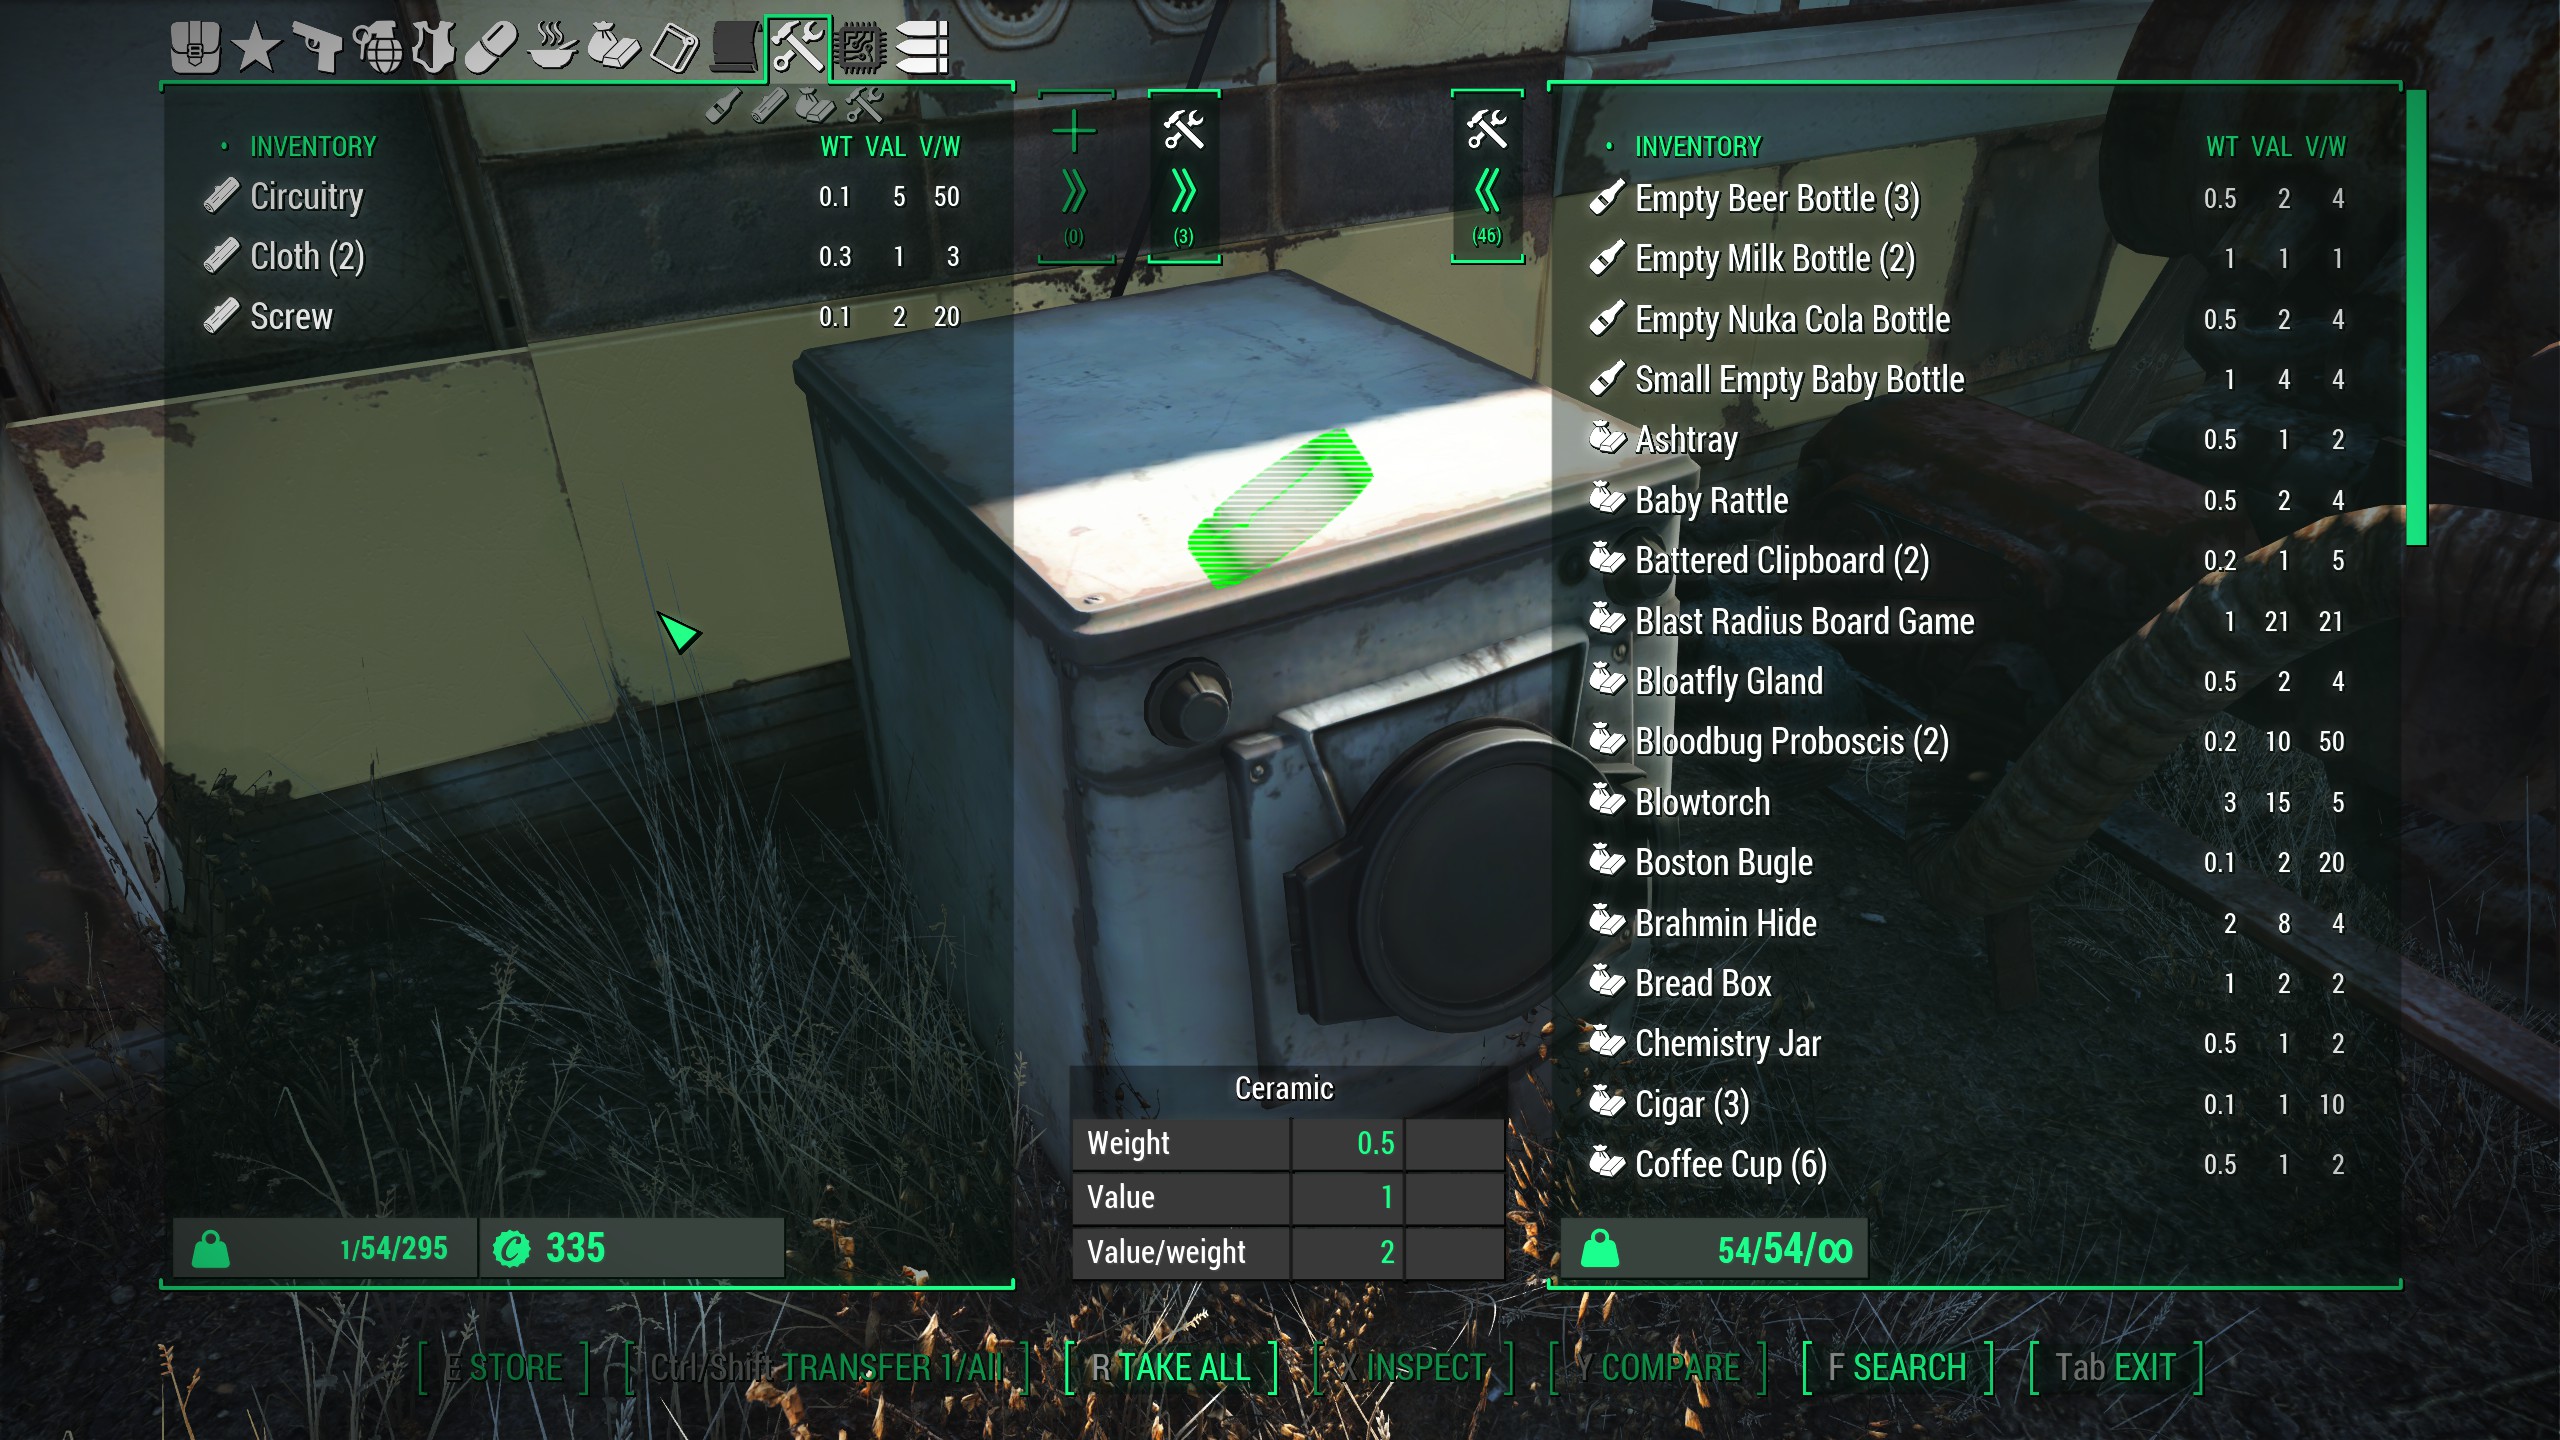 INVENTORY WT VAL V/W
Circuitry 0.1 5 50
Cloth (2) 0.3 1 3
Screw 0.1 2 20
(0)
(3)
(46)
INVENTORY WT VAL V/W
Empty Beer Bottle (3) 0.5 2 4
Empty Milk Bottle (2) 1 1 1
Empty Nuka Cola Bottle 0.5 2 4
Small Empty Baby Bottle 1 4 4
Ashtray 0.5 1 2
Baby Rattle 0.5 2 4
Battered Clipboard (2) 0.2 1 5
Blast Radius Board Game 1 21 21
Bloatfly Gland 0.5 2 4
Bloodbug Proboscis (2) 0.2 10 50
Blowtorch 3 15 5
Boston Bugle 0.1 2 20
Brahmin Hide 2 8 4
Bread Box 1 2 2
Chemistry Jar 0.5 1 2
Cigar (3) 0.1 1 10
Coffee Cup (6) 0.5 1 2
Ceramic
Weight 0.5
Value 1
Value/weight 2
1/54/295
335
54/54/∞
[ E STORE ] [ Ctrl/Shift TRANSFER 1/All ] [ R TAKE ALL ] [ X INSPECT ] [ Y COMPARE ] [ F SEARCH ] [ Tab EXIT ]